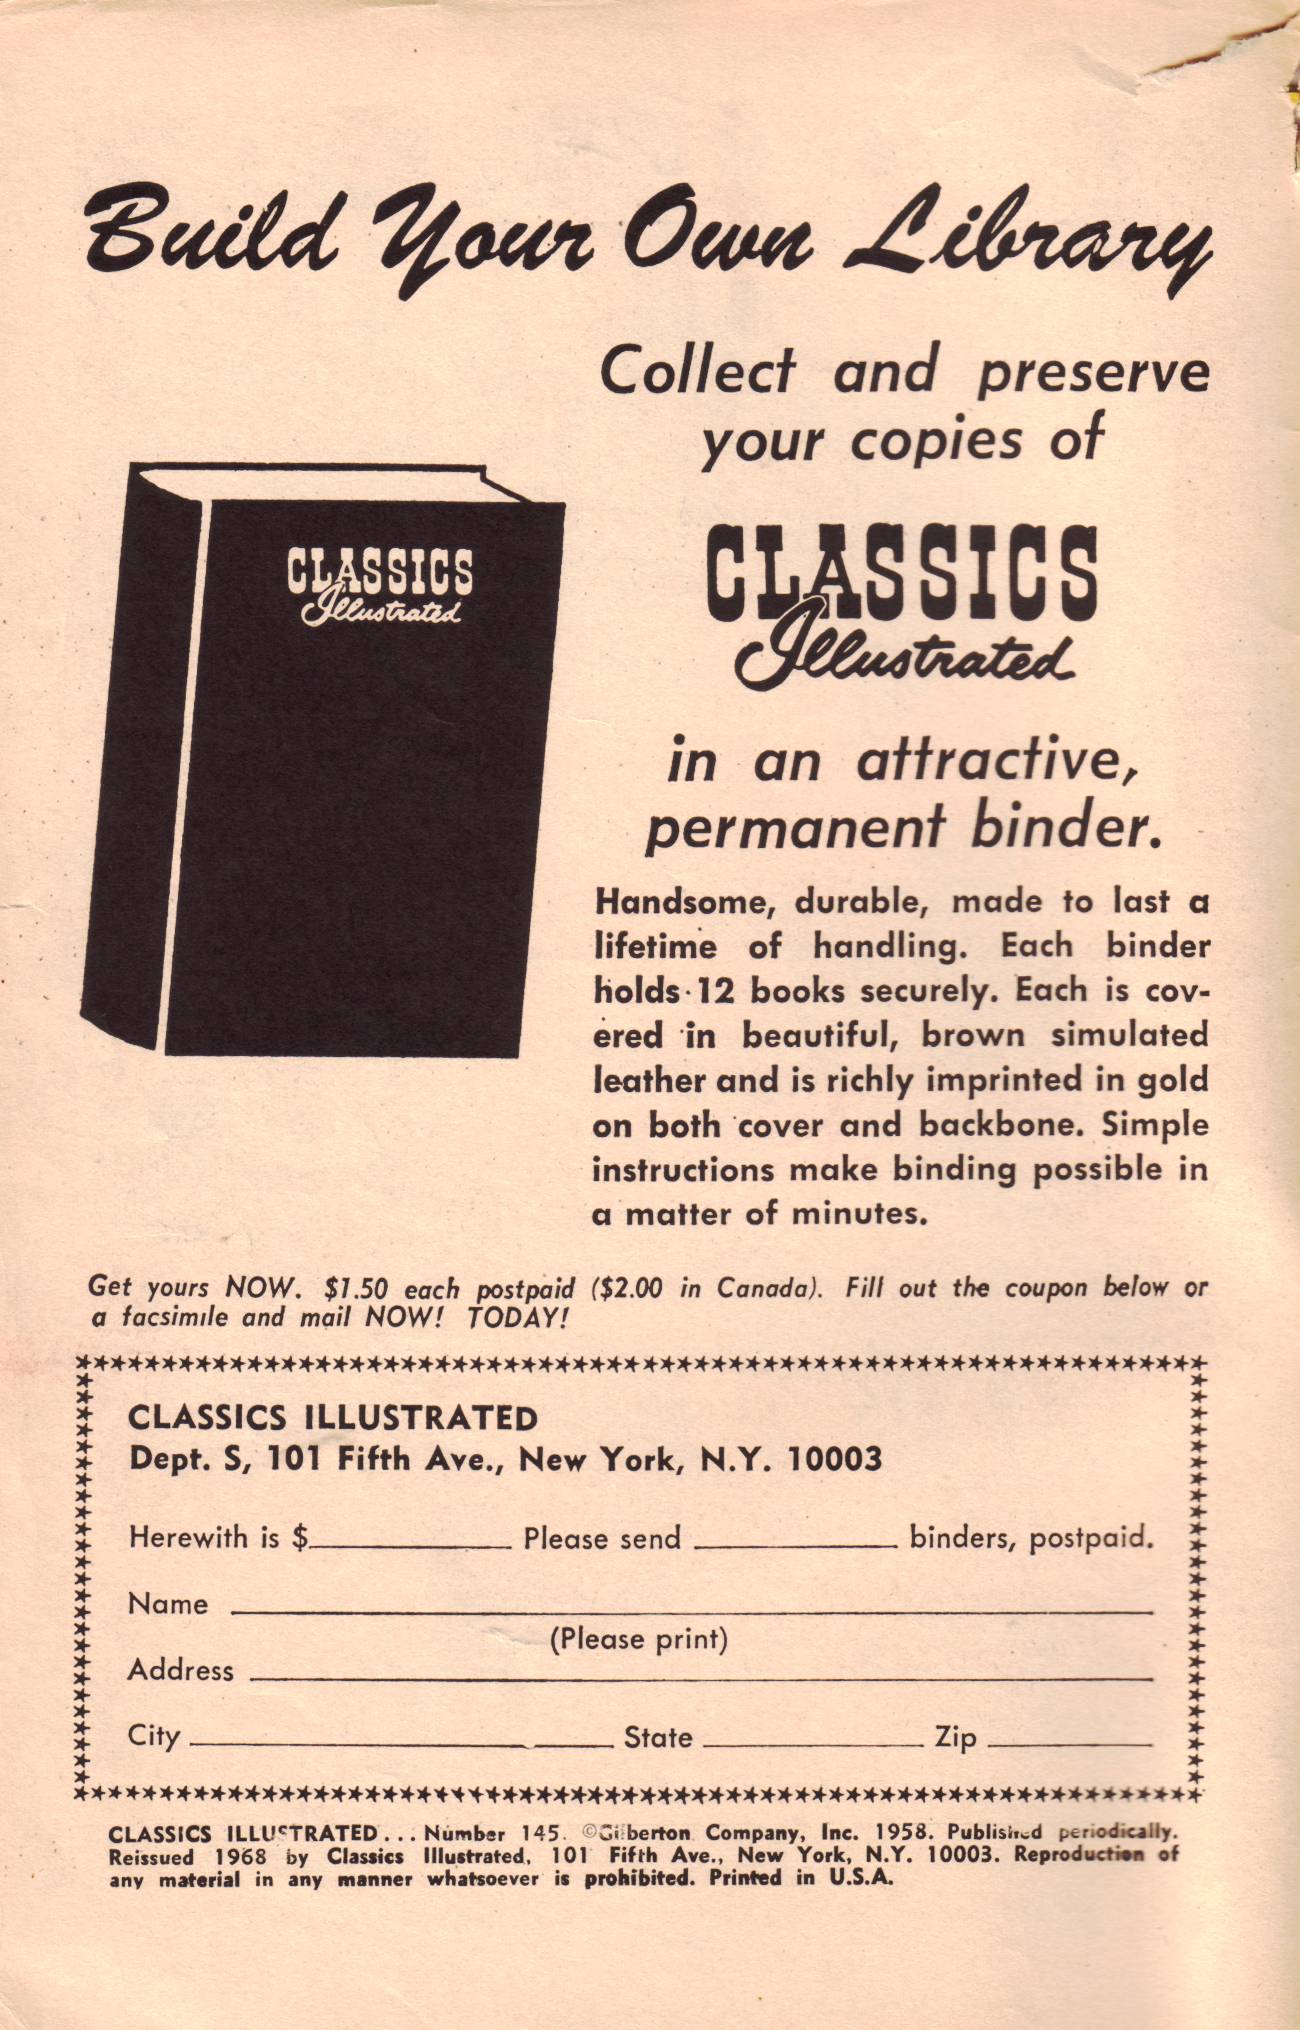 Build Your Own Library
Collect and preserve
your copies of
CLASSICS
Illustrated
CLASSICS
Illustrated
in an attractive,
permanent binder.
Handsome, durable, made to last a
lifetime of handling. Each binder
holds 12 books securely. Each is cov-
ered in beautiful, brown simulated
leather and is richly imprinted in gold
on both cover and backbone. Simple
instructions make binding possible in
a matter of minutes.
Get yours NOW. $1.50 each postpaid ($2.00 in Canada). Fill out the coupon below or
a facsimile and mail NOW! TODAY!
CLASSICS ILLUSTRATED
Dept. S, 101 Fifth Ave., New York, N.Y. 10003
Herewith is $__________ Please send __________ binders, postpaid.
Name
(Please print)
Address
City __________ State __________ Zip __________
CLASSICS ILLUSTRATED... Number 145. ©Gilberton Company, Inc. 1958. Published periodically.
Reissued 1968 by Classics Illustrated, 101 Fifth Ave., New York, N.Y. 10003. Reproduction of
any material in any manner whatsoever is prohibited. Printed in U.S.A.